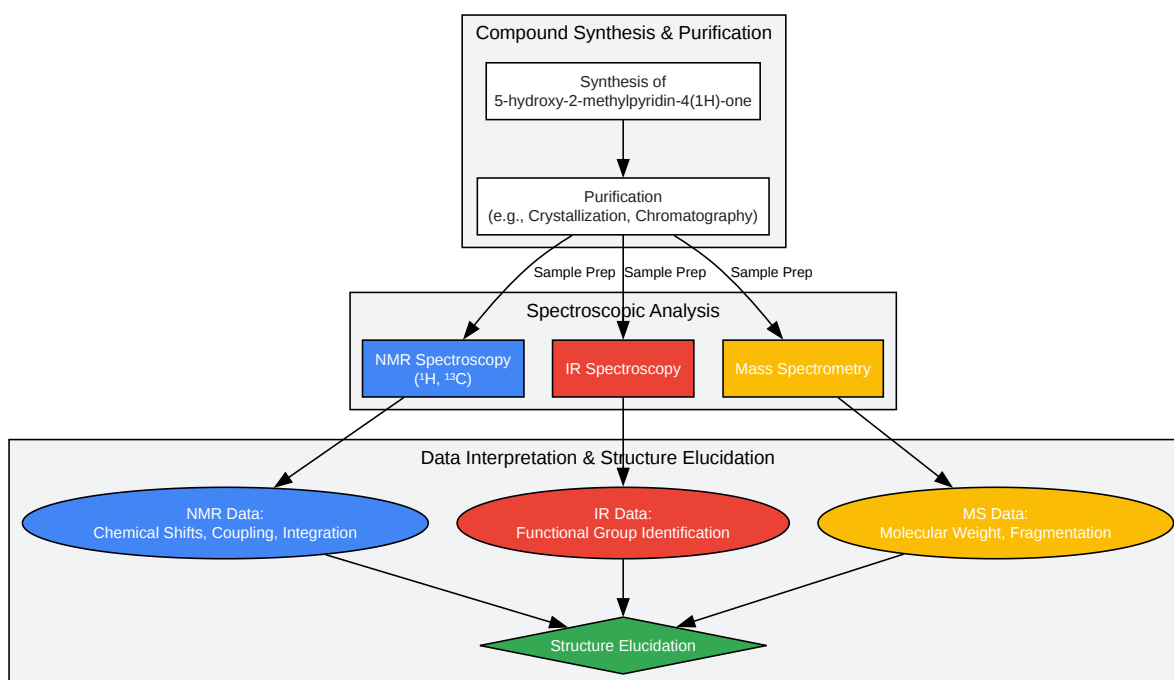 Compound Synthesis & Purification
Synthesis of
5-hydroxy-2-methylpyridin-4(1H)-one
Purification
(e.g., Crystallization, Chromatography)
Sample Prep
Sample Prep
Sample Prep
Spectroscopic Analysis
NMR Spectroscopy
(¹H, ¹³C)
IR Spectroscopy
Mass Spectrometry
Data Interpretation & Structure Elucidation
NMR Data:
Chemical Shifts, Coupling, Integration
IR Data:
Functional Group Identification
MS Data:
Molecular Weight, Fragmentation
Structure Elucidation